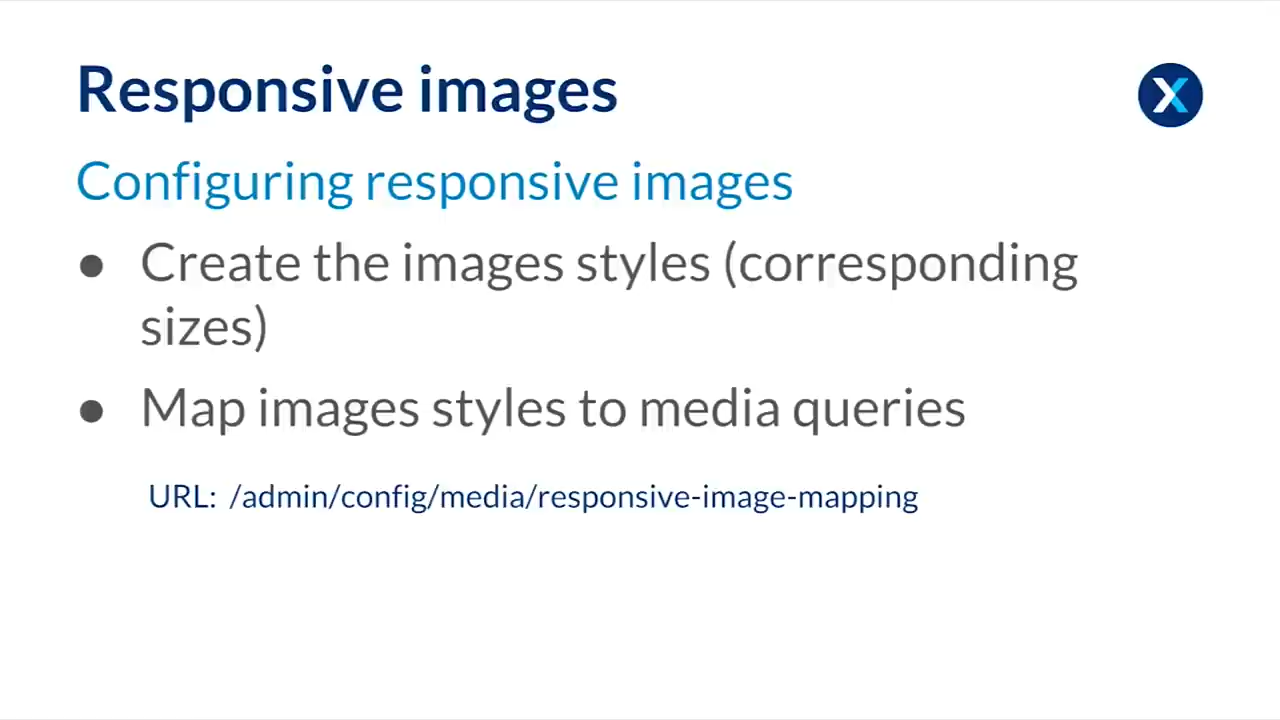 Responsive images
Configuring responsive images
● Create the images styles (corresponding
sizes)
● Map images styles to media queries
URL: /admin/config/media/responsive-image-mapping